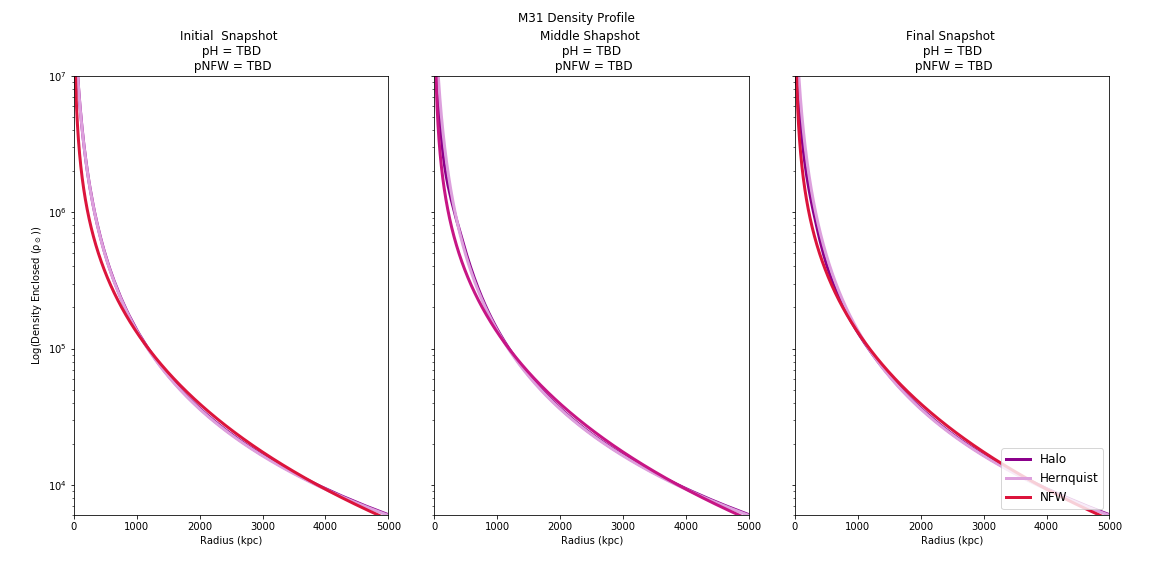 M31 Density Profile
Initial  Snapshot
pH = TBD
pNFW = TBD
Middle Shapshot
pH = TBD
pNFW = TBD
Final Snapshot
pH = TBD
pNFW = TBD
Log(Density Enclosed (ρ☉))
10⁷
10⁶
10⁵
10⁴
0 1000 2000 3000 4000 5000
Radius (kpc)
0 1000 2000 3000 4000 5000
Radius (kpc)
Halo
Hernquist
NFW
0 1000 2000 3000 4000 5000
Radius (kpc)